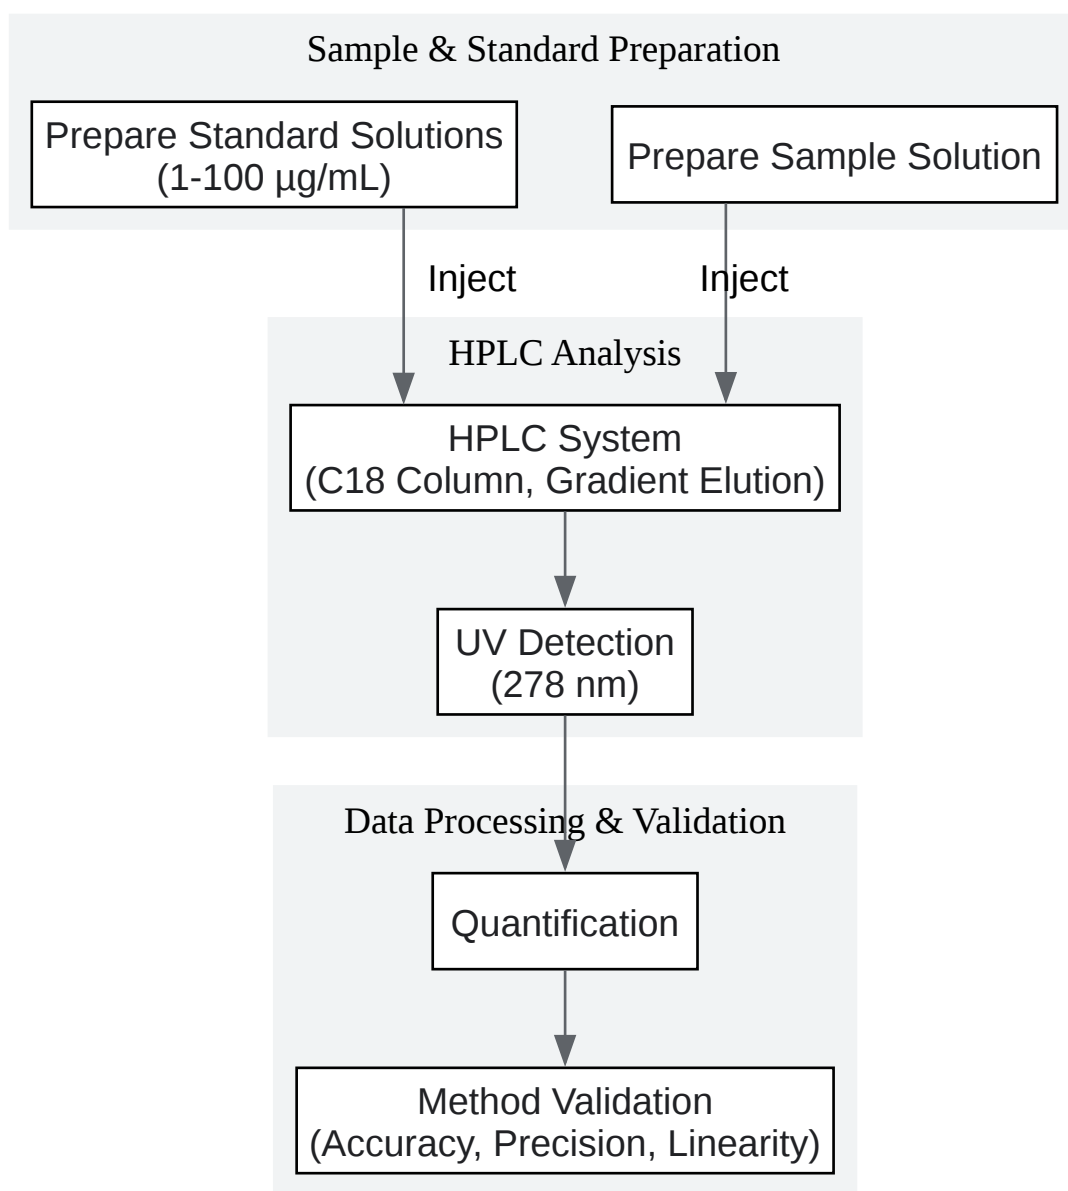 Sample & Standard Preparation
Prepare Standard Solutions
(1-100 µg/mL)
Prepare Sample Solution
Inject
Inject
HPLC Analysis
HPLC System
(C18 Column, Gradient Elution)
UV Detection
(278 nm)
Data Processing & Validation
Quantification
Method Validation
(Accuracy, Precision, Linearity)